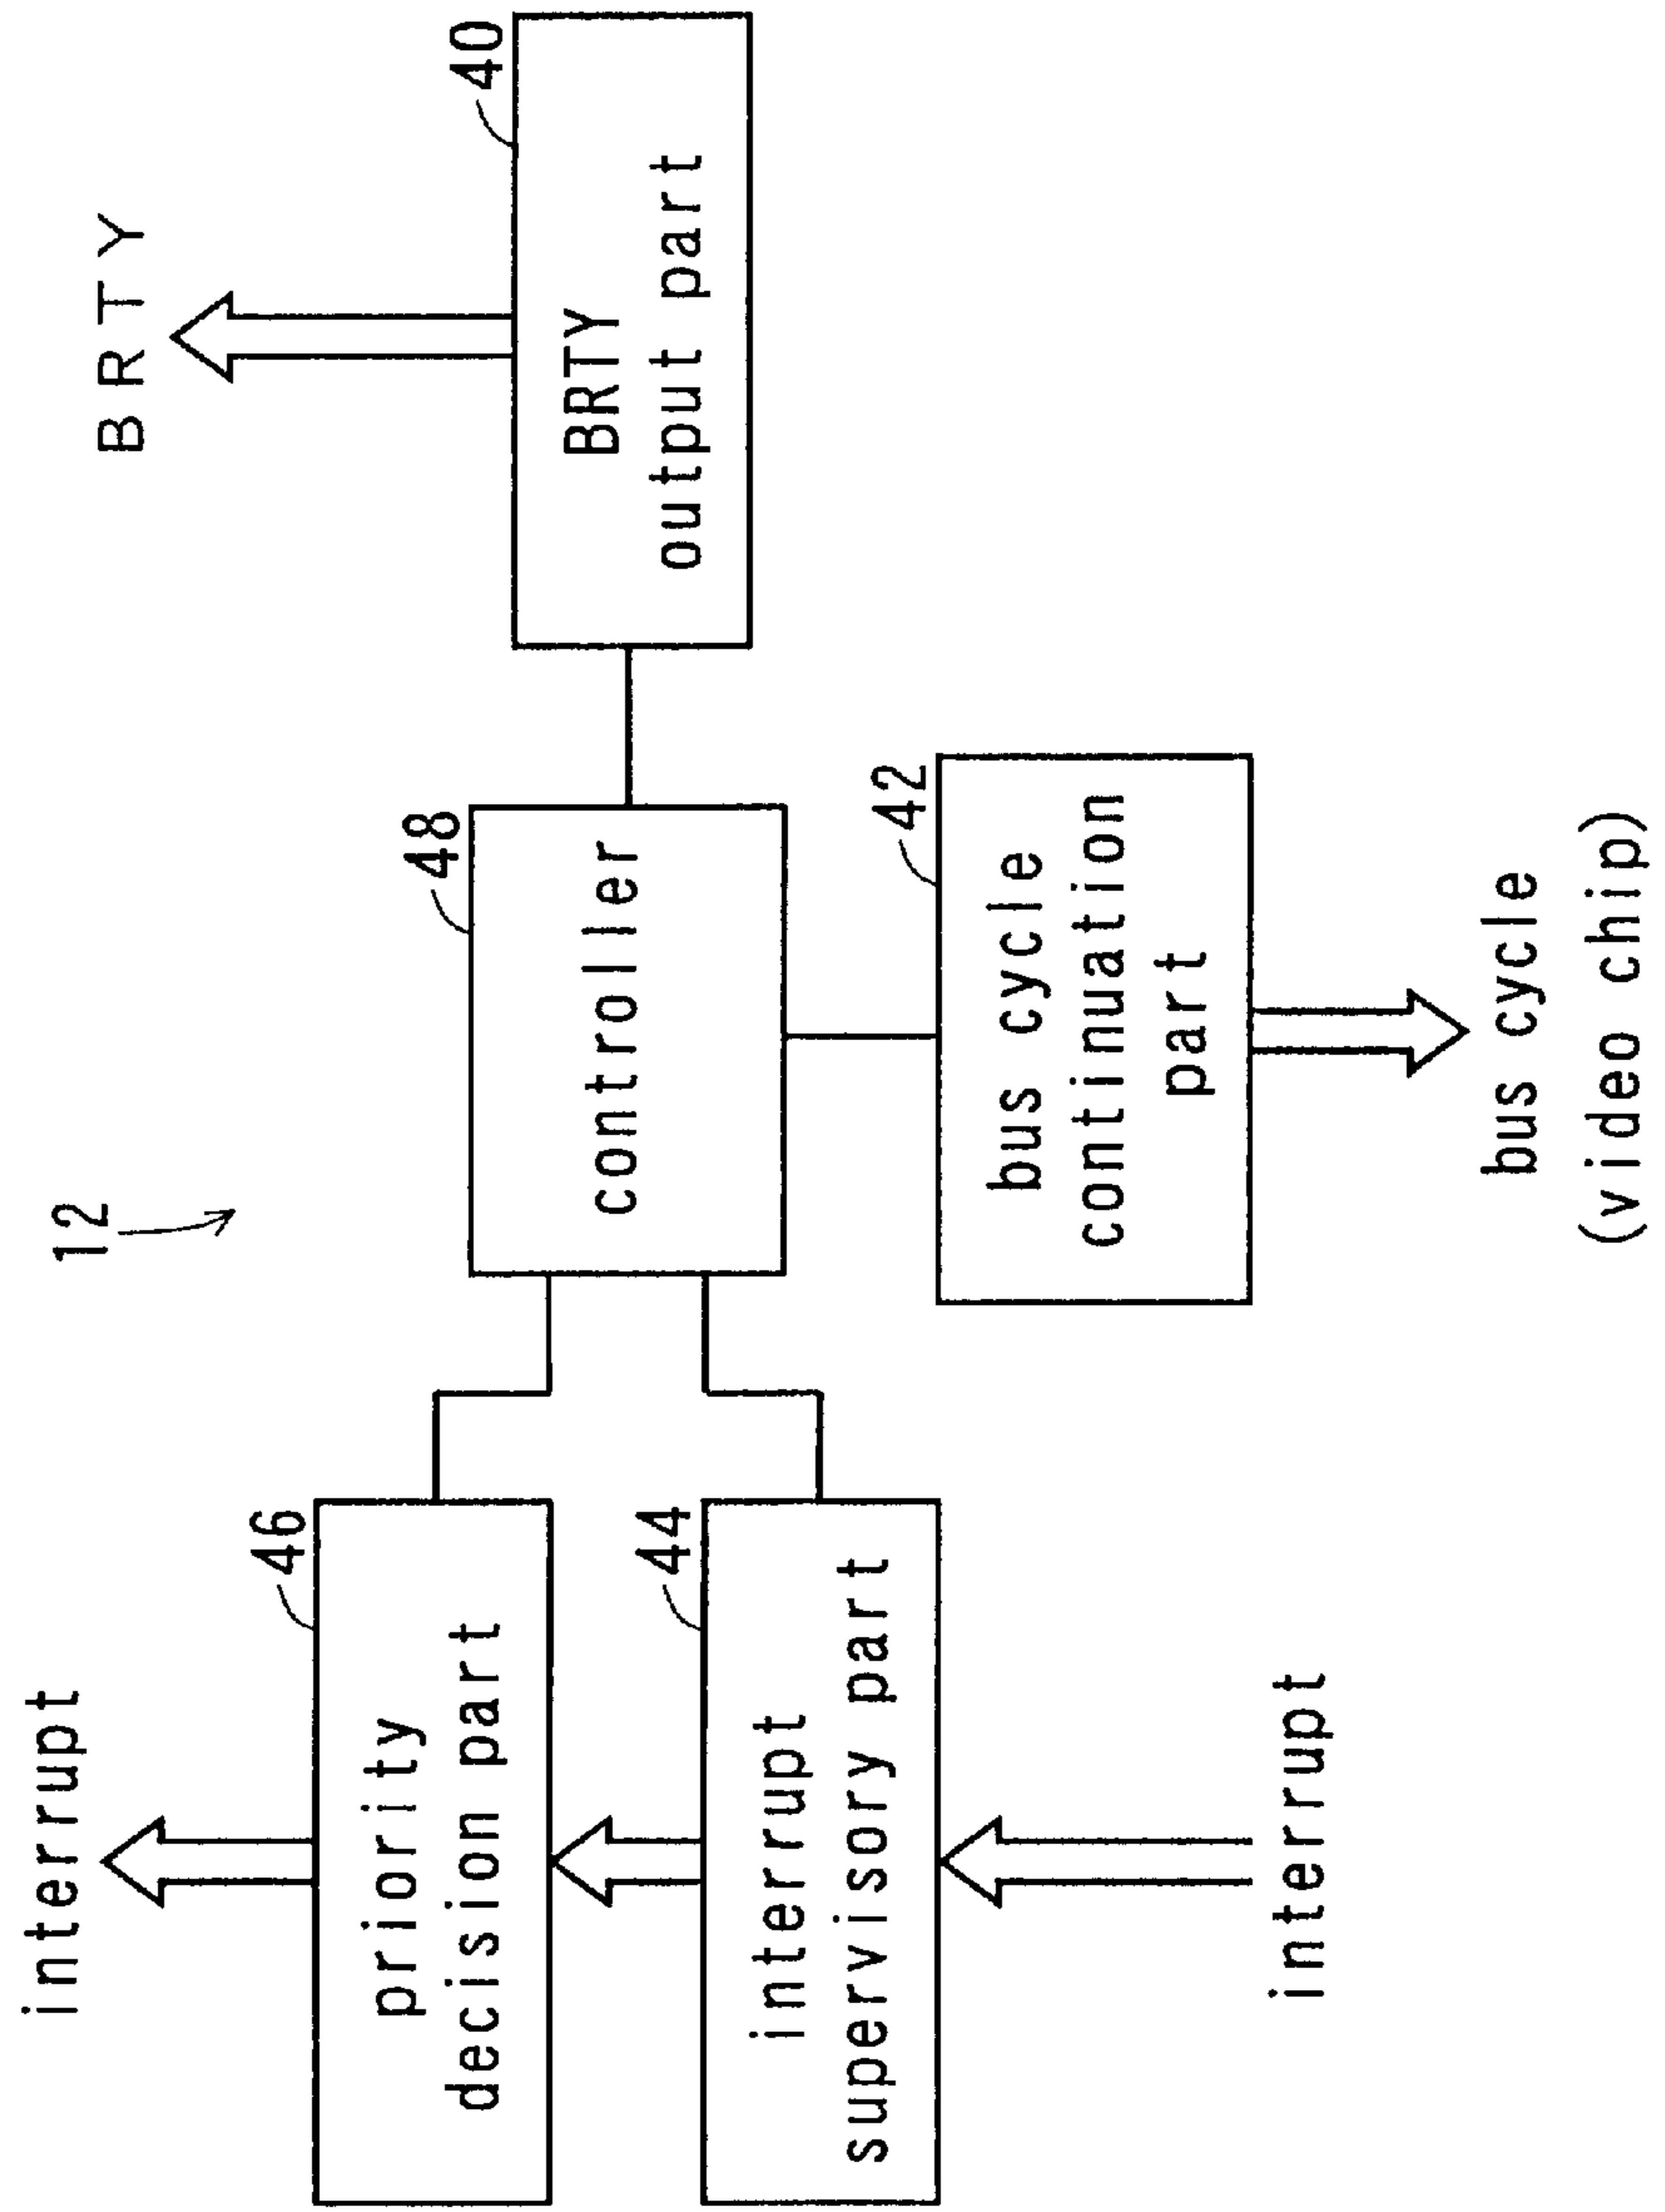 12
interrupt
46
priority
decision part
44
interrupt
supervisory part
interrupt
48
controller
42
bus cycle
continuation
part
bus cycle
(video chip)
BRTY
40
BRTY
output part